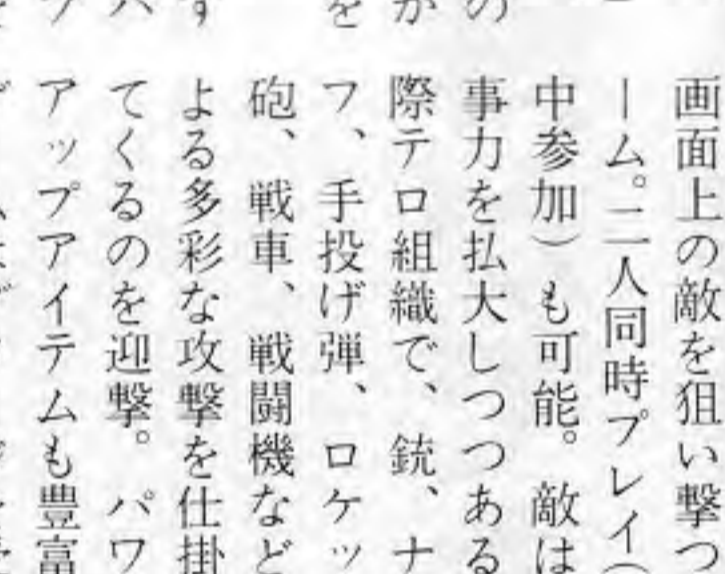 画面上の敵を狙い撃つ
ーム。二人同時プレイ（
中参加）も可能。敵は
事力を払大しつつある
際テロ組織で、銃、ナ
フ、手投げ弾、ロケッ
砲、戦車、戦闘機など
よる多彩な攻撃を仕掛
てくるのを迎撃。パワ
アップアイテムも豊富